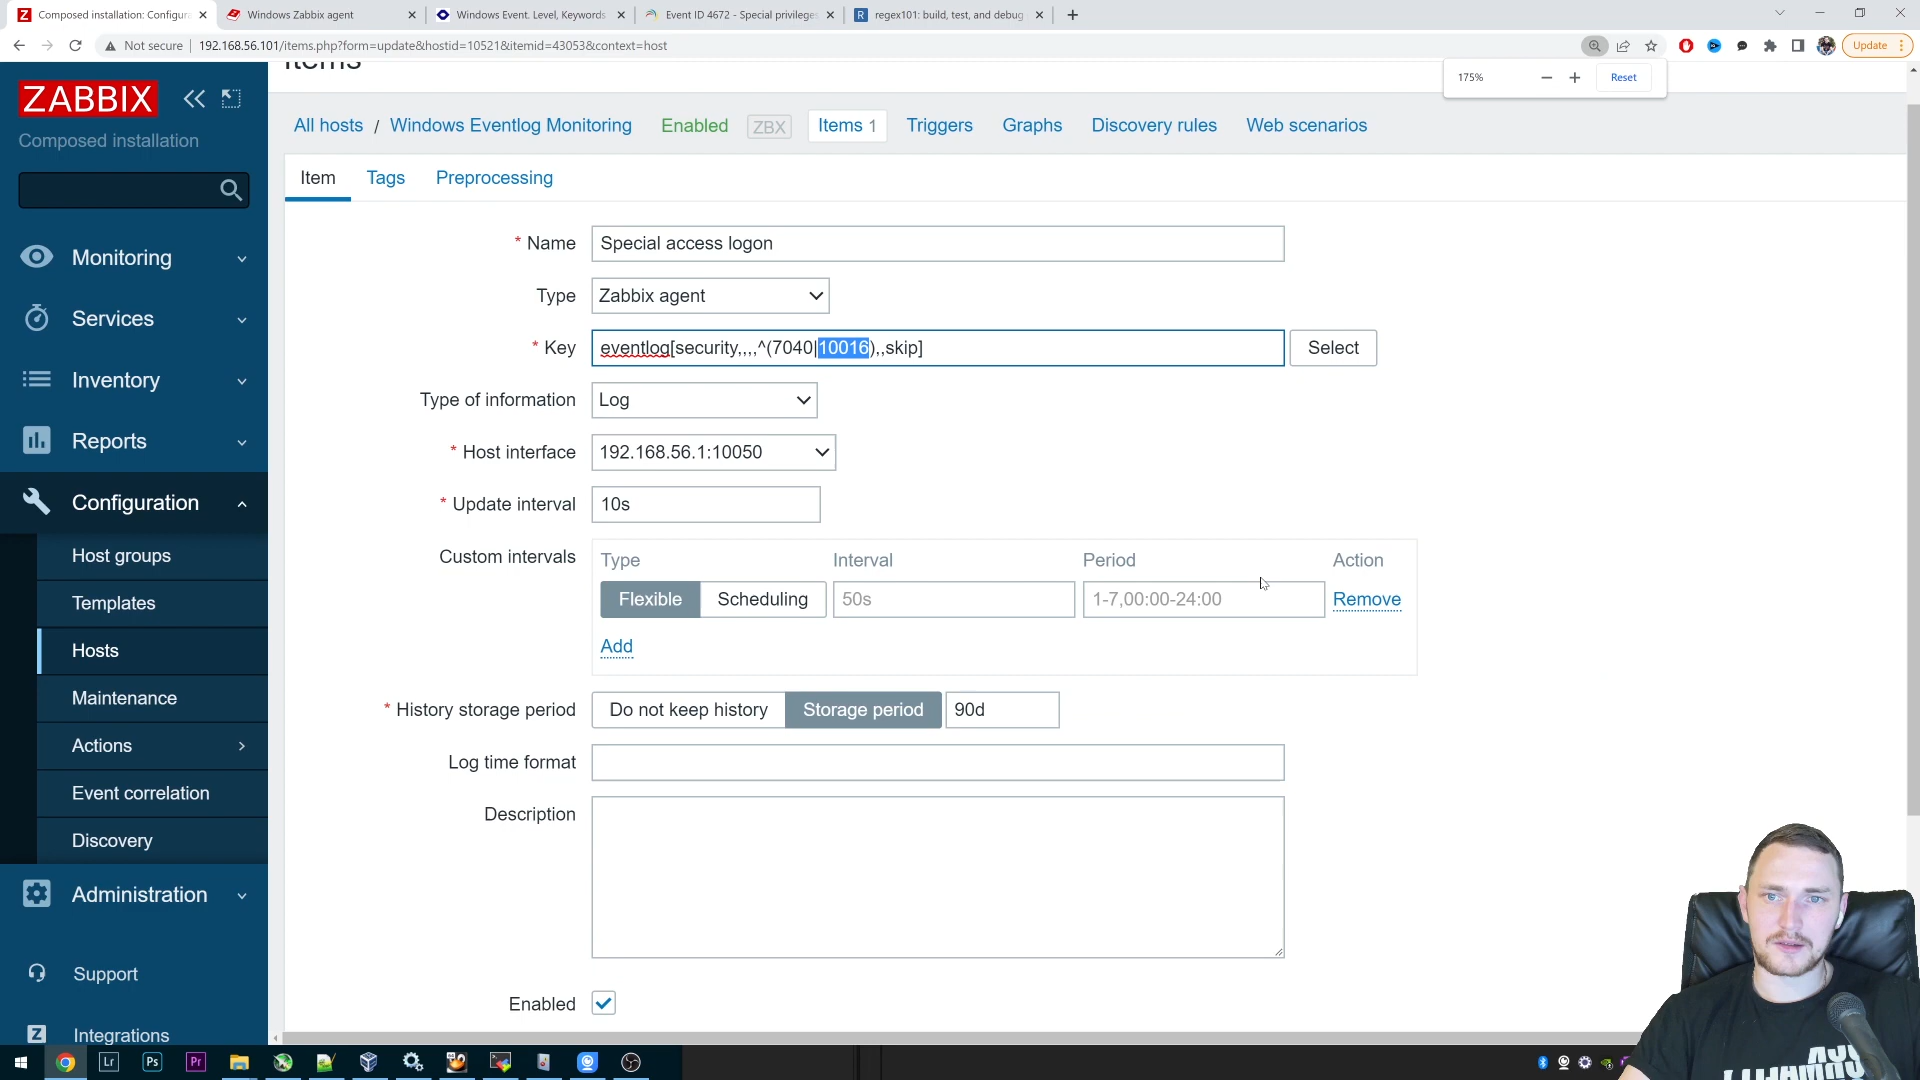 Composed installation: Configura
Windows Zabbix agent
Windows Event. Level, Keywords
Event ID 4672 - Special privileges
regex101: build, test, and debug
Not secure
192.168.56.101/items.php?form=update&hostid=10521&itemid=43053&context=host
Update
175%
Reset
ZABBIX
Composed installation
Monitoring
Services
Inventory
Reports
Configuration
Host groups
Templates
Hosts
Maintenance
Actions
Event correlation
Discovery
Administration
Support
Integrations
Items
All hosts / Windows Eventlog Monitoring Enabled ZBX Items 1 Triggers Graphs Discovery rules Web scenarios
Item Tags Preprocessing
* Name Special access logon
Type Zabbix agent
* Key eventlog[security,,,,^(7040|10016),,skip] Select
Type of information Log
* Host interface 192.168.56.1:10050
* Update interval 10s
Custom intervals Type Interval Period Action
Flexible Scheduling 50s 1-7,00:00-24:00 Remove
Add
* History storage period Do not keep history Storage period 90d
Log time format
Description
Enabled
Lr Ps Pr